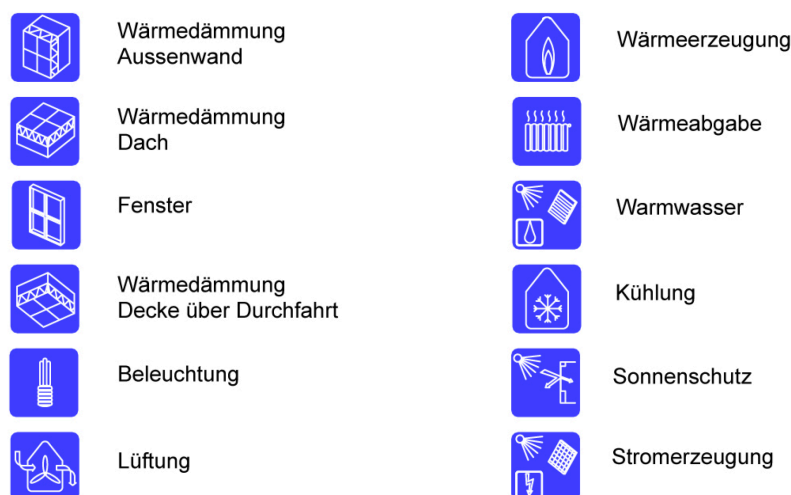 Wärmedämmung
Aussenwand
Wärmedämmung
Dach
Fenster
Wärmedämmung
Decke über Durchfahrt
Beleuchtung
Lüftung
Wärmeerzeugung
Wärmeabgabe
Warmwasser
Kühlung
Sonnenschutz
Stromerzeugung